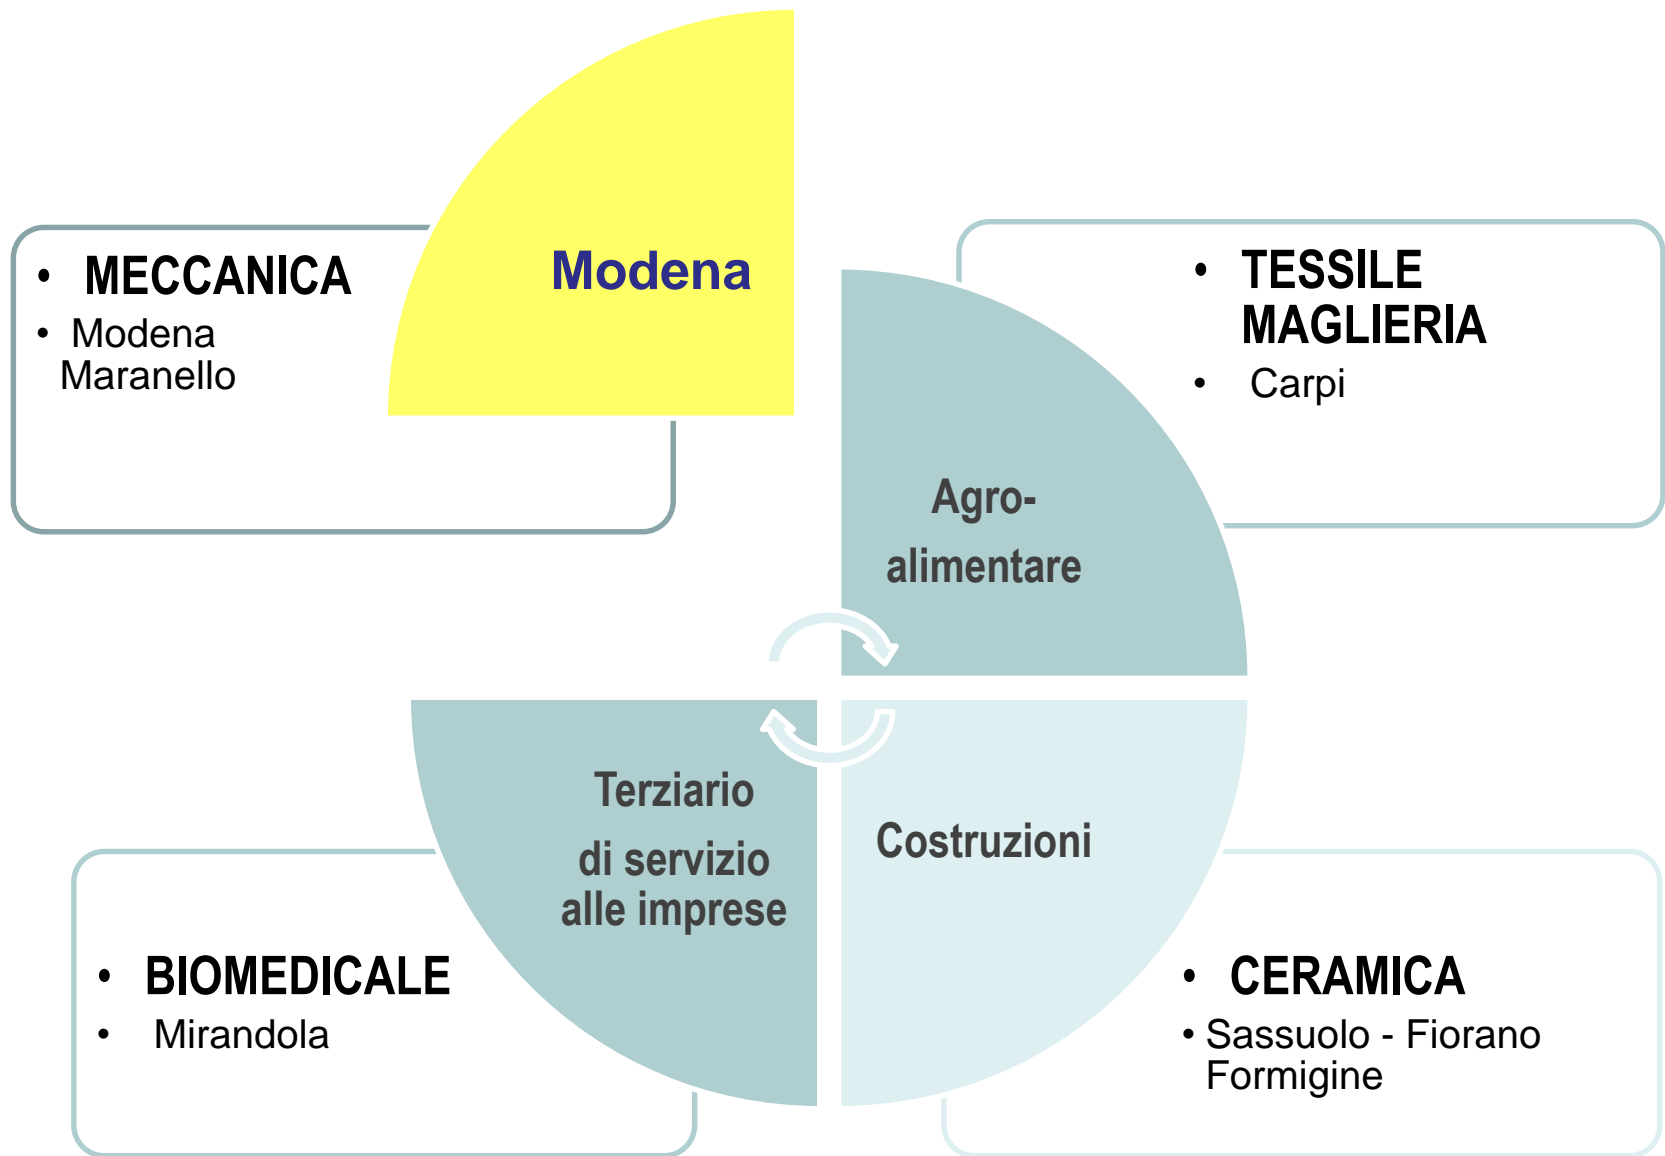 Modena
• MECCANICA
• Modena
Maranello
• TESSILE
MAGLIERIA
• Carpi
Agro-
alimentare
Terziario
di servizio
alle imprese
Costruzioni
• BIOMEDICALE
• Mirandola
• CERAMICA
• Sassuolo - Fiorano
Formigine